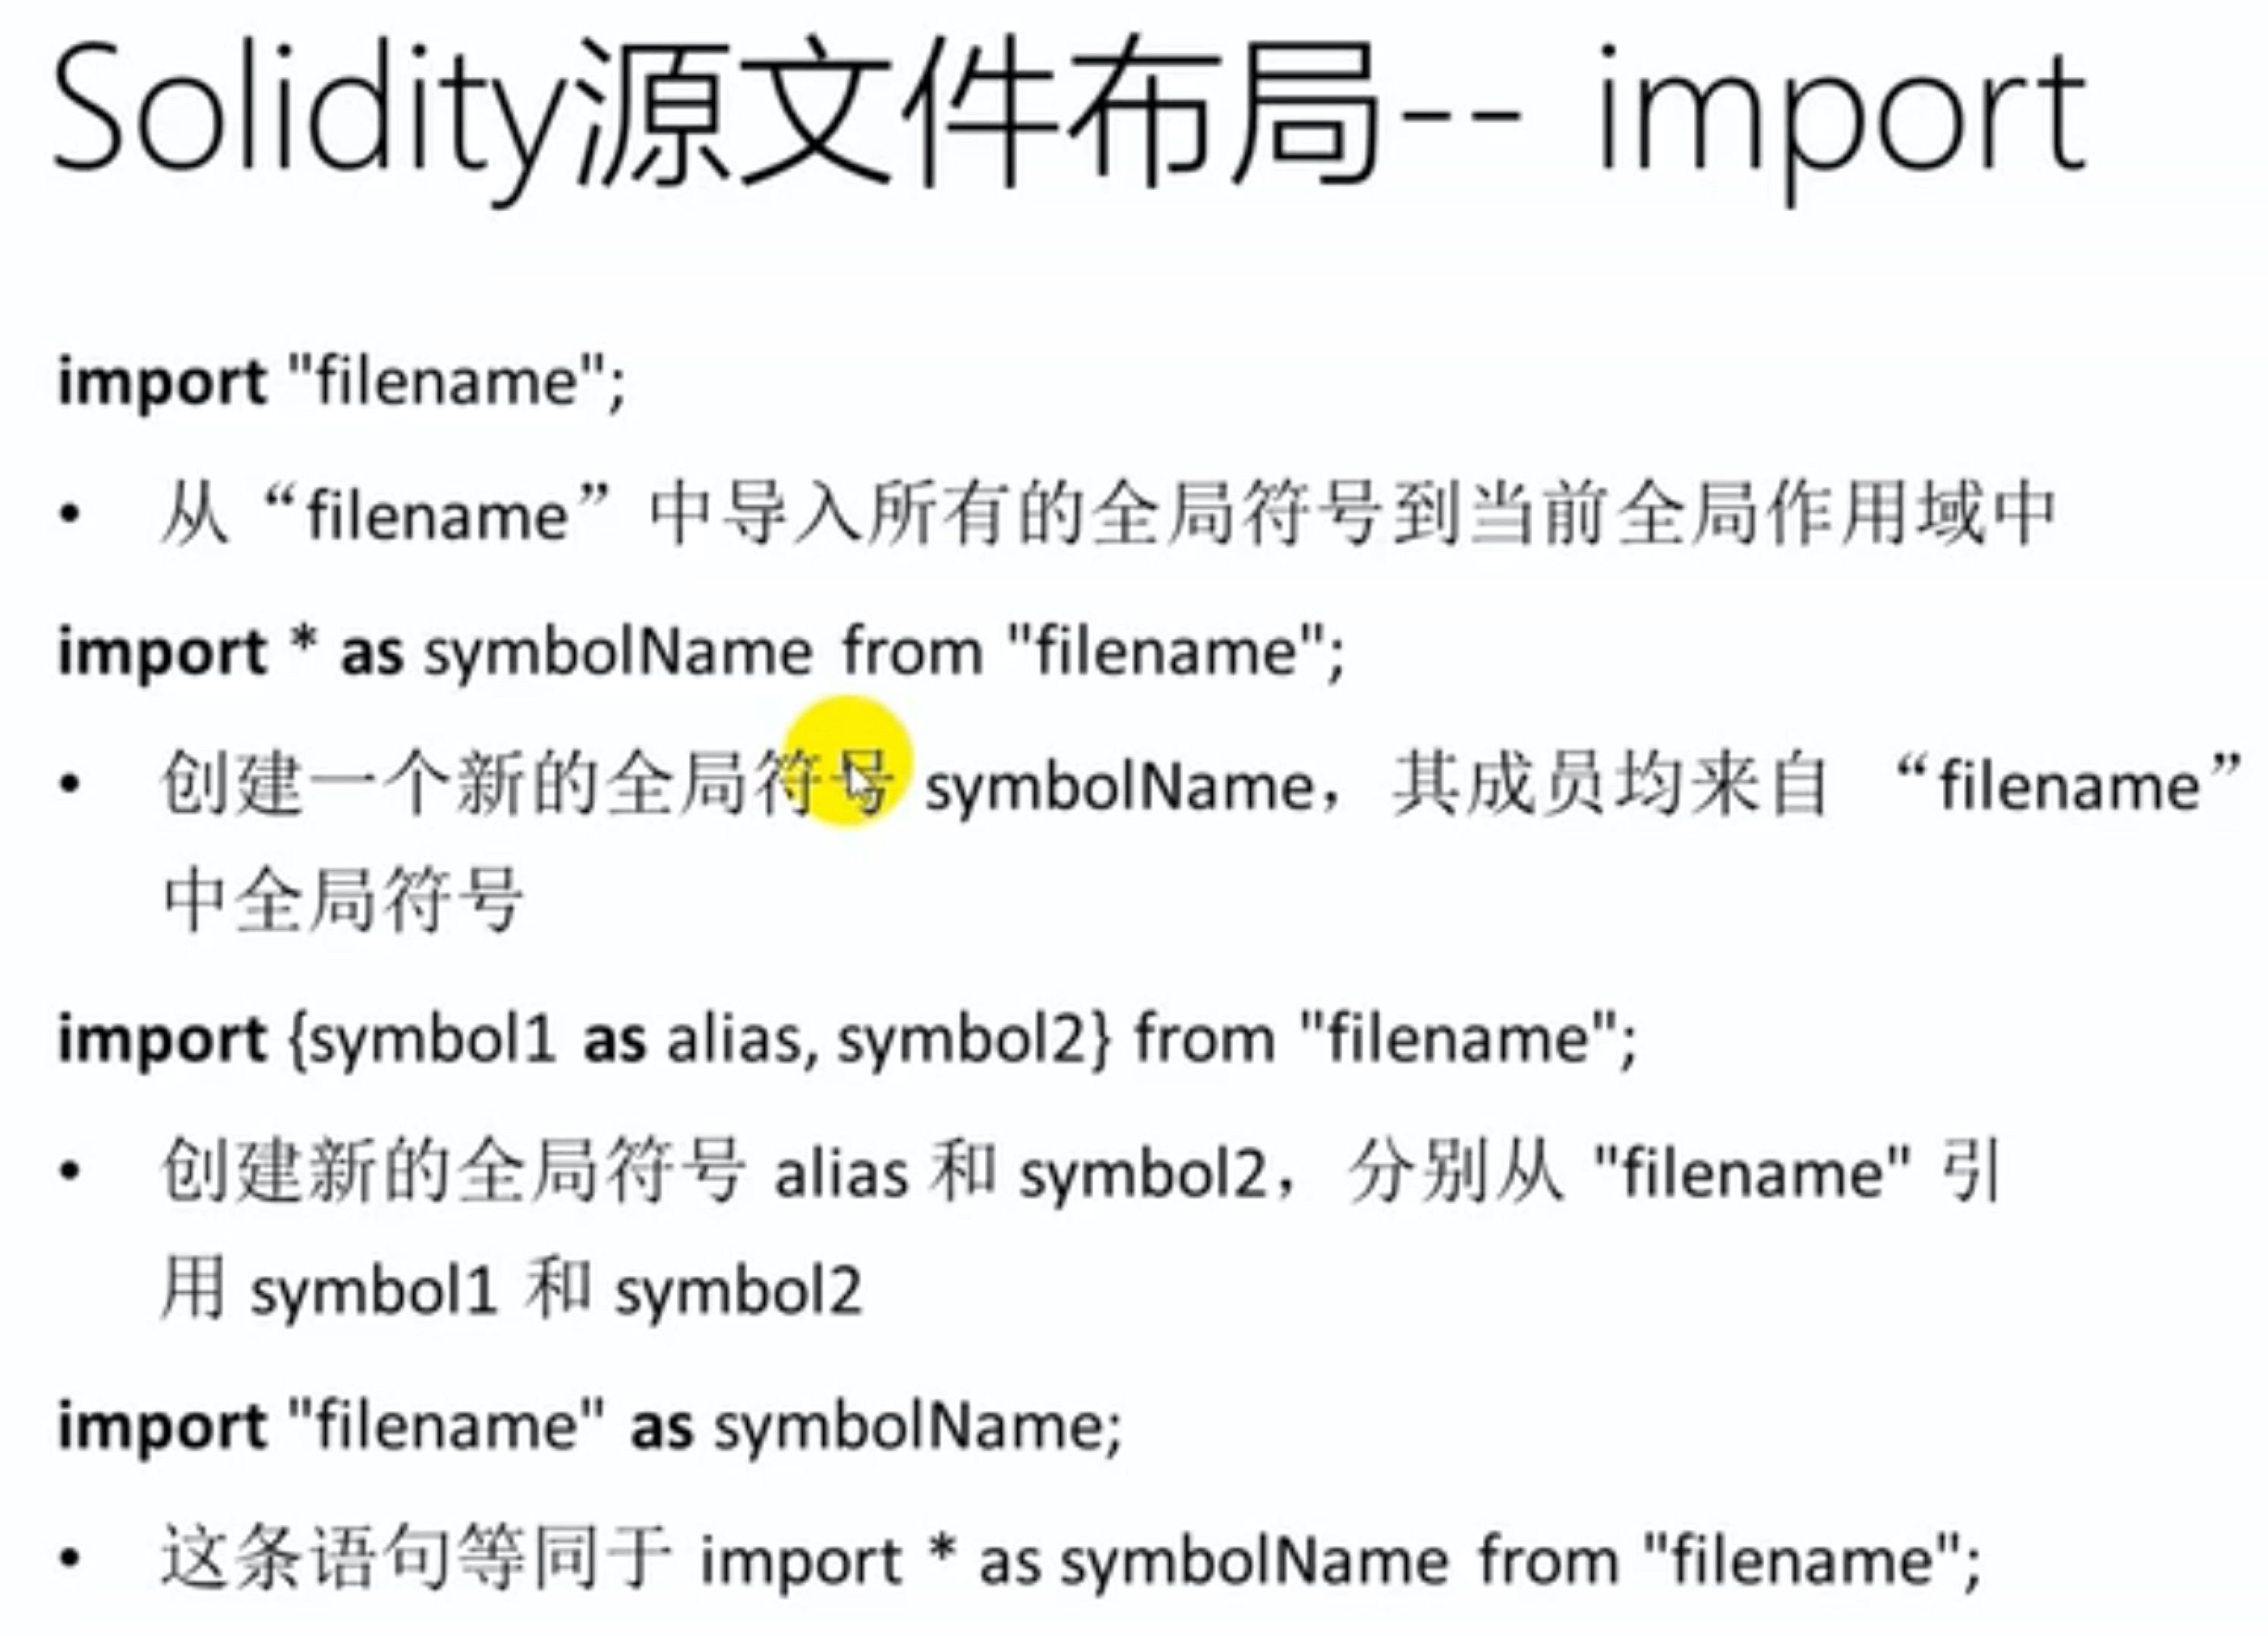 Solidity源文件布局-- import
import "filename";
• 从“filename”中导入所有的全局符号到当前全局作用域中
import * as symbolName from "filename";
• 创建一个新的全局符号 symbolName，其成员均来自 “filename”
中全局符号
import {symbol1 as alias, symbol2} from "filename";
• 创建新的全局符号 alias 和 symbol2，分别从 "filename" 引
用 symbol1 和 symbol2
import "filename" as symbolName;
• 这条语句等同于 import * as symbolName from "filename";